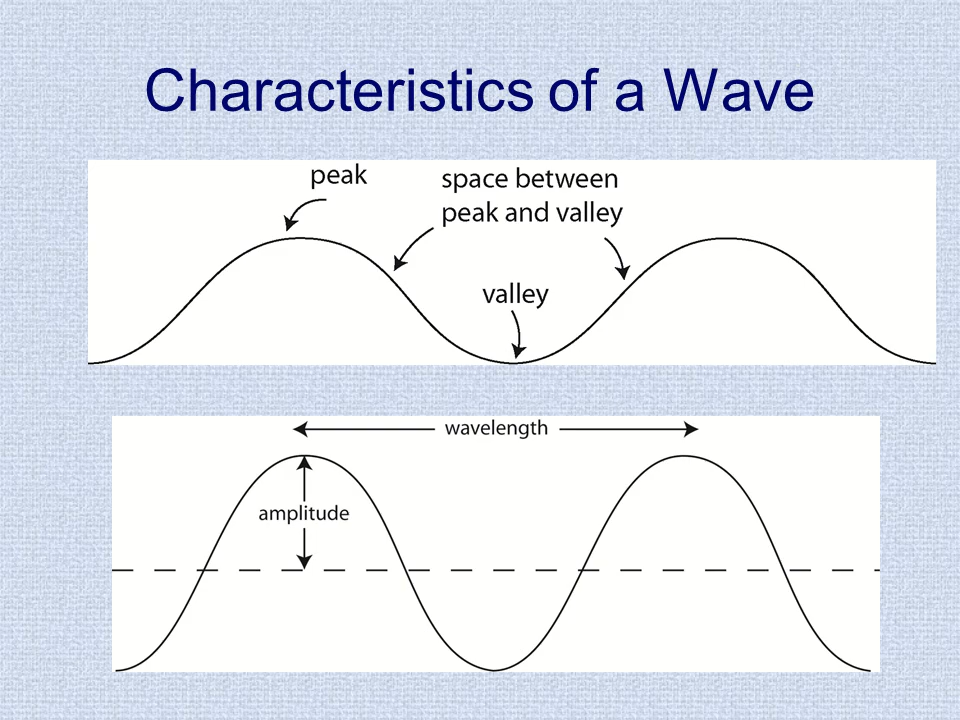 Characteristics of a Wave
peak
space between
peak and valley
valley
wavelength
amplitude